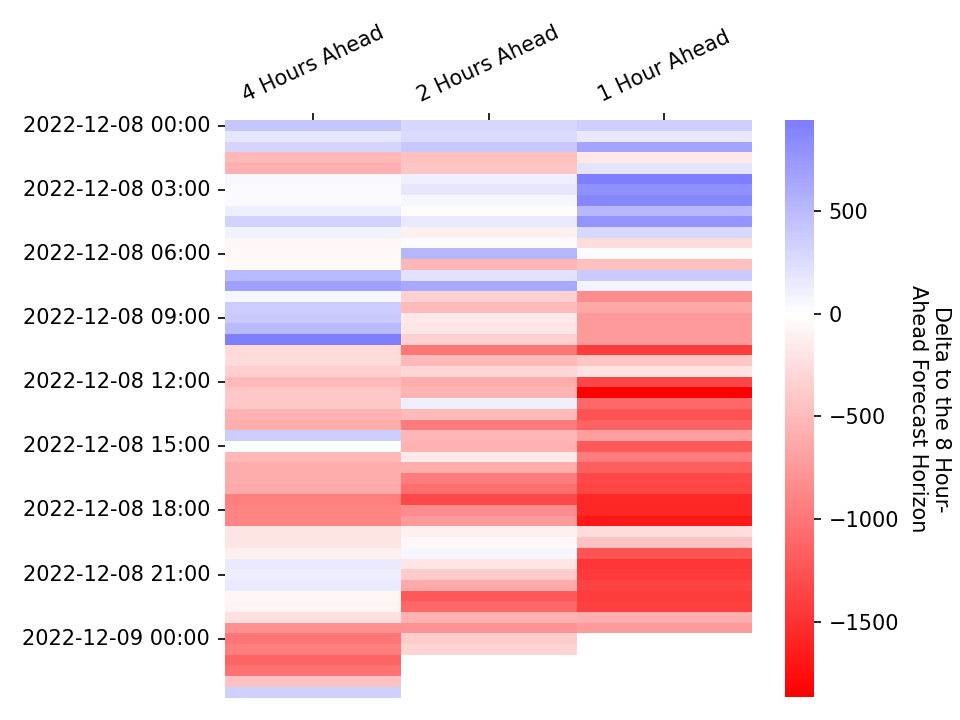 4 Hours Ahead
2 Hours Ahead
1 Hour Ahead
2022-12-08 00:00
2022-12-08 03:00
2022-12-08 06:00
2022-12-08 09:00
2022-12-08 12:00
2022-12-08 15:00
2022-12-08 18:00
2022-12-08 21:00
2022-12-09 00:00
500
0
−500
−1000
−1500
Delta to the 8 Hour-
Ahead Forecast Horizon